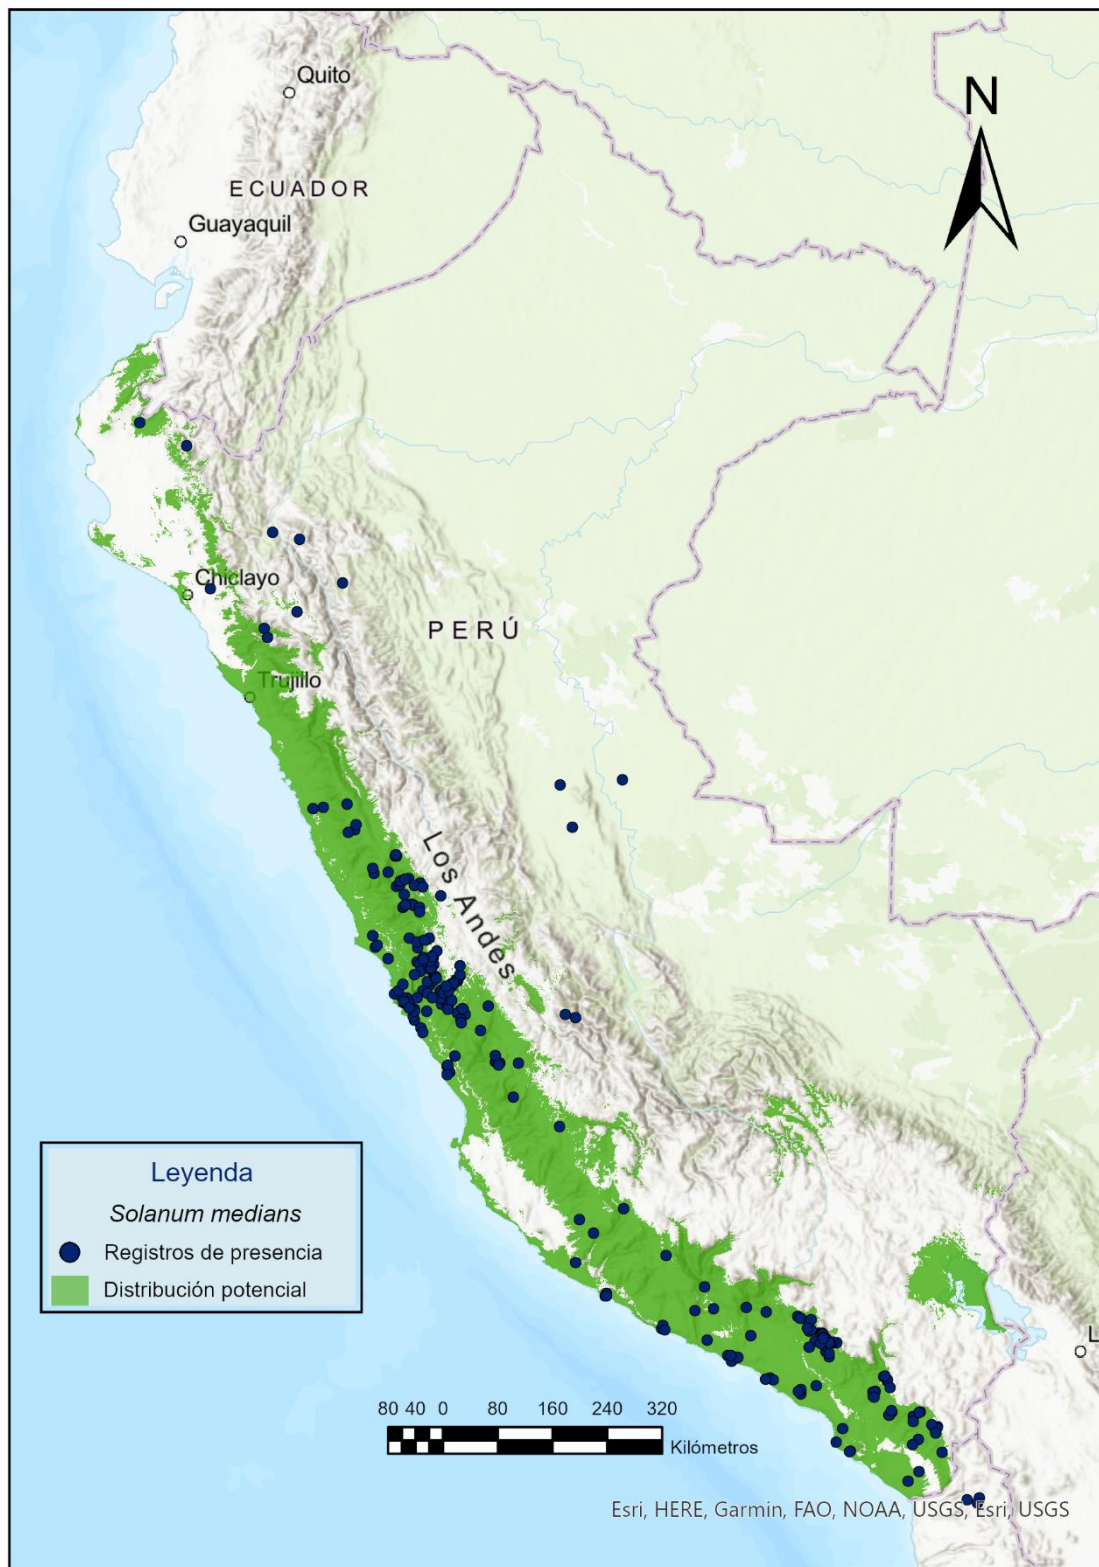 Quito
N
ECUADOR
Guayaquil
Chiclayo
PERÚ
Trujillo
Los Andes
Leyenda
Solanum medians
Registros de presencia
Distribución potencial
L
80 40 0 80 160 240 320
Kilómetros
Esri, HERE, Garmin, FAO, NOAA, USGS, Esri, USGS